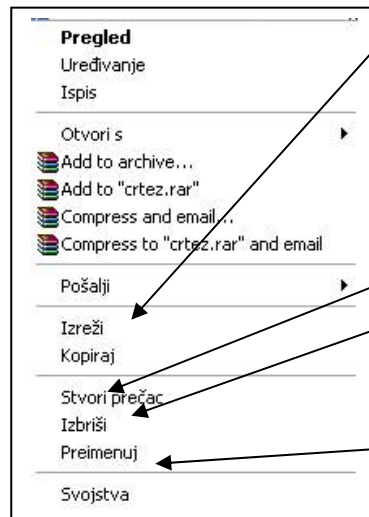 Pregled
Uređivanje
Ispis
Otvori s
Add to archive...
Add to "crtez.rar"
Compress and email...
Compress to "crtez.rar" and email
Pošalji
Izreži
Kopiraj
Stvori prečac
Izbriši
Preimenuj
Svojstva